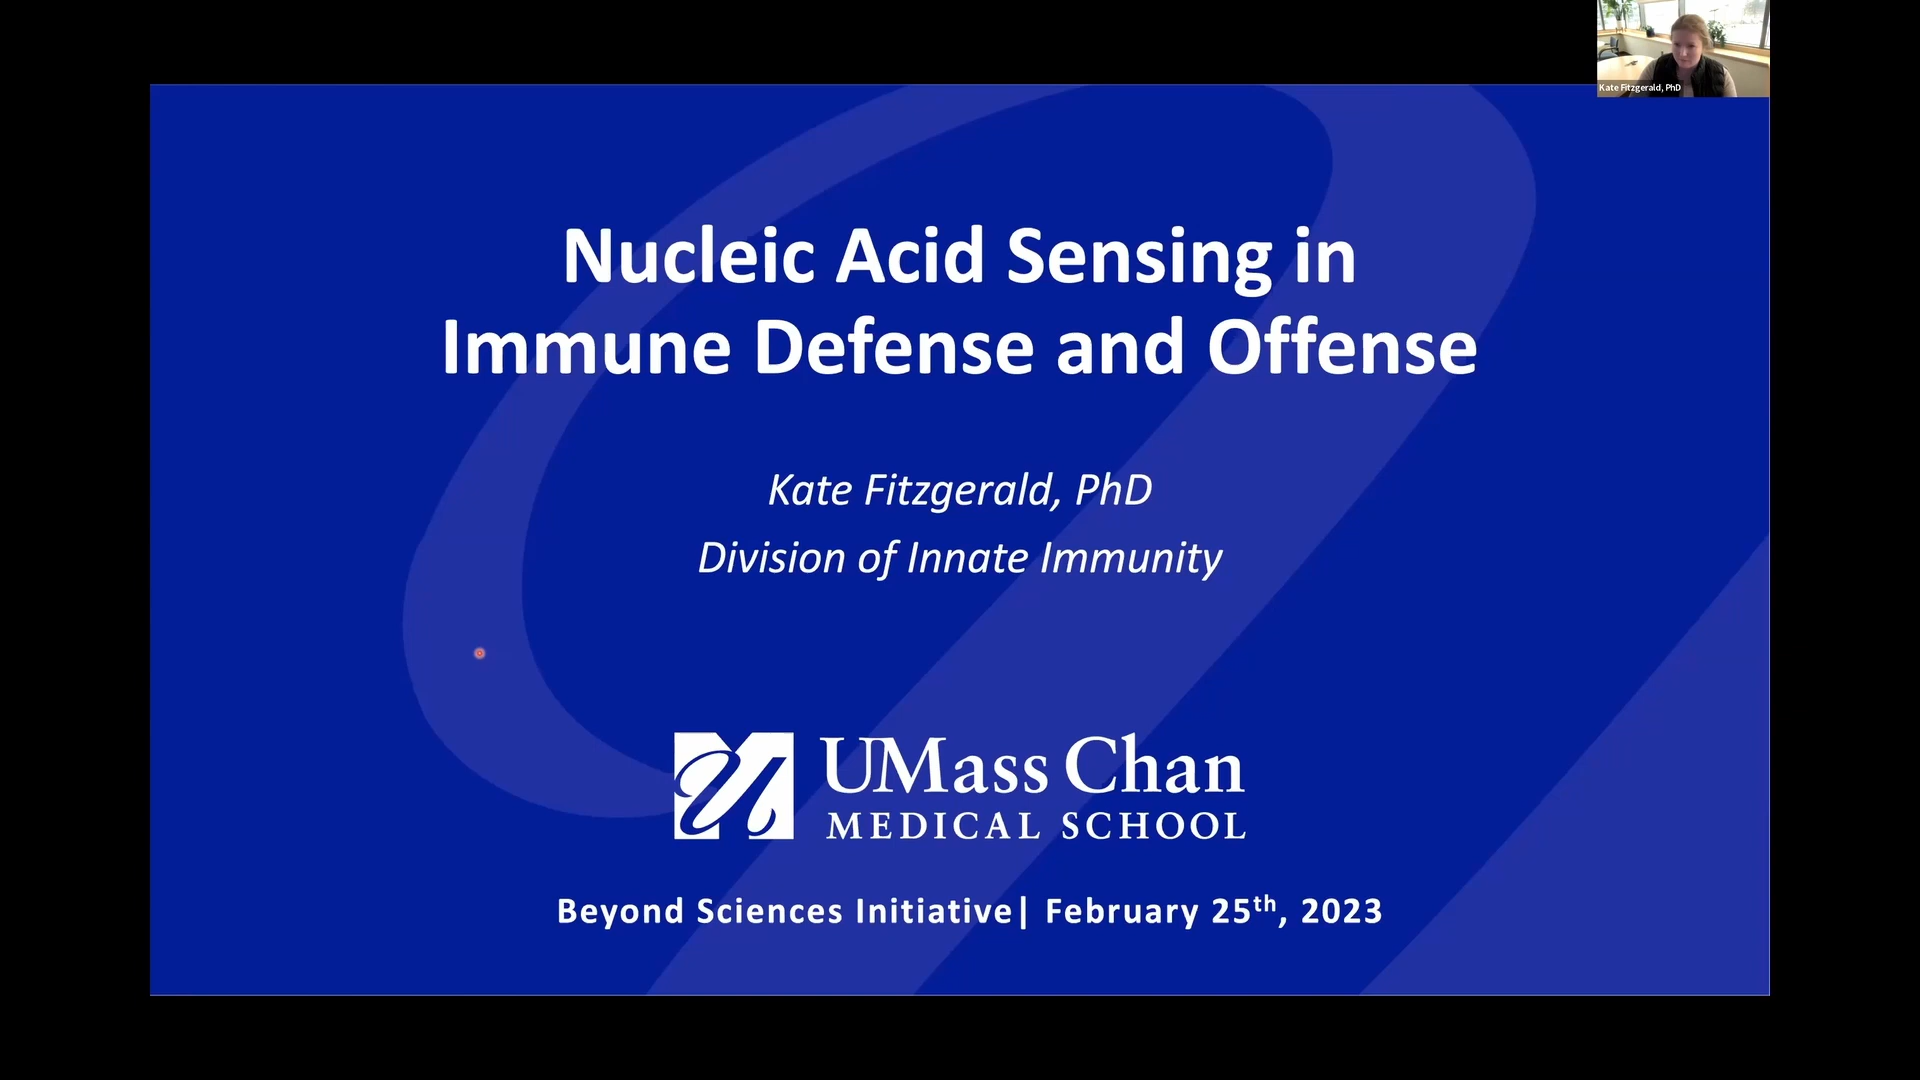 Kate Fitzgerald, PhD
Nucleic Acid Sensing in
Immune Defense and Offense
Kate Fitzgerald, PhD
Division of Innate Immunity
UMass Chan
MEDICAL SCHOOL
Beyond Sciences Initiative| February 25th, 2023